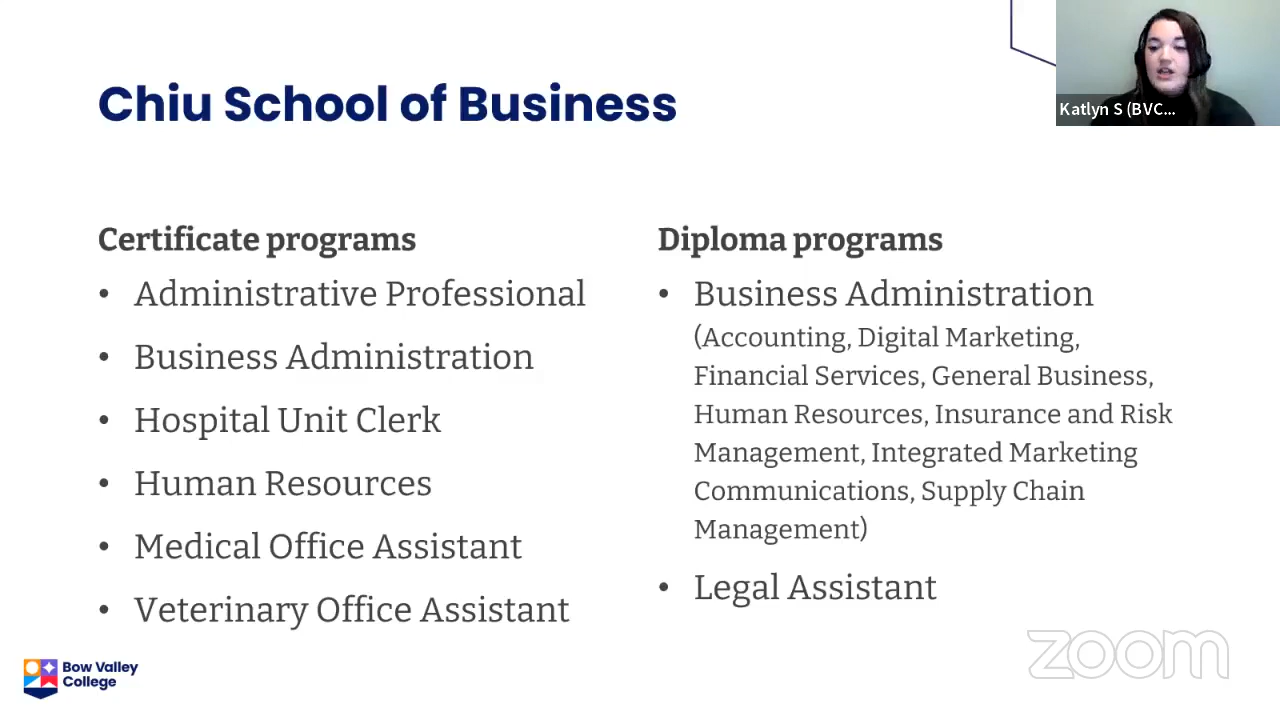 Chiu School of Business
Katlyn S (BVC...
Certificate programs
• Administrative Professional
• Business Administration
• Hospital Unit Clerk
• Human Resources
• Medical Office Assistant
• Veterinary Office Assistant
Diploma programs
• Business Administration
(Accounting, Digital Marketing,
Financial Services, General Business,
Human Resources, Insurance and Risk
Management, Integrated Marketing
Communications, Supply Chain
Management)
• Legal Assistant
Bow Valley
College
zoom